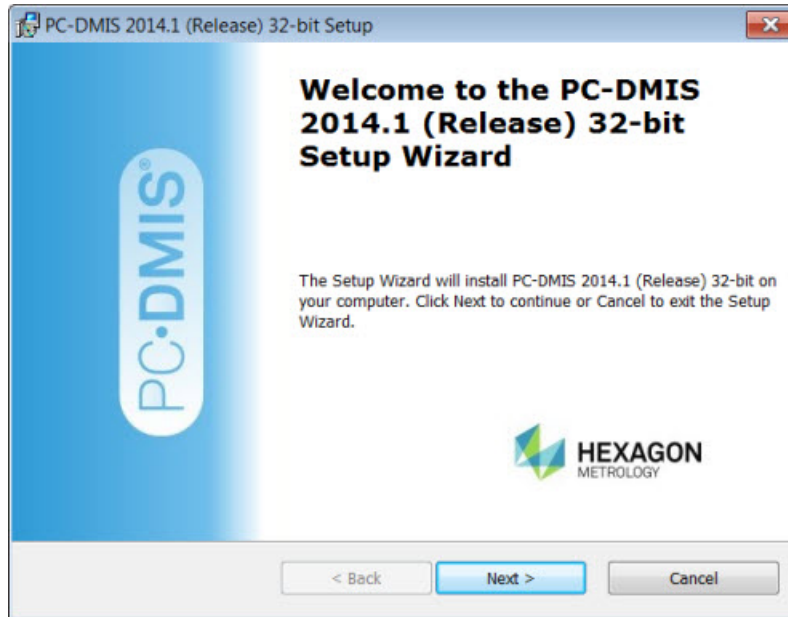 PC-DMIS 2014.1 (Release) 32-bit Setup
Welcome to the PC-DMIS
2014.1 (Release) 32-bit
Setup Wizard
PC•DMIS®
The Setup Wizard will install PC-DMIS 2014.1 (Release) 32-bit on
your computer. Click Next to continue or Cancel to exit the Setup
Wizard.
HEXAGON
METROLOGY
< Back
Next >
Cancel